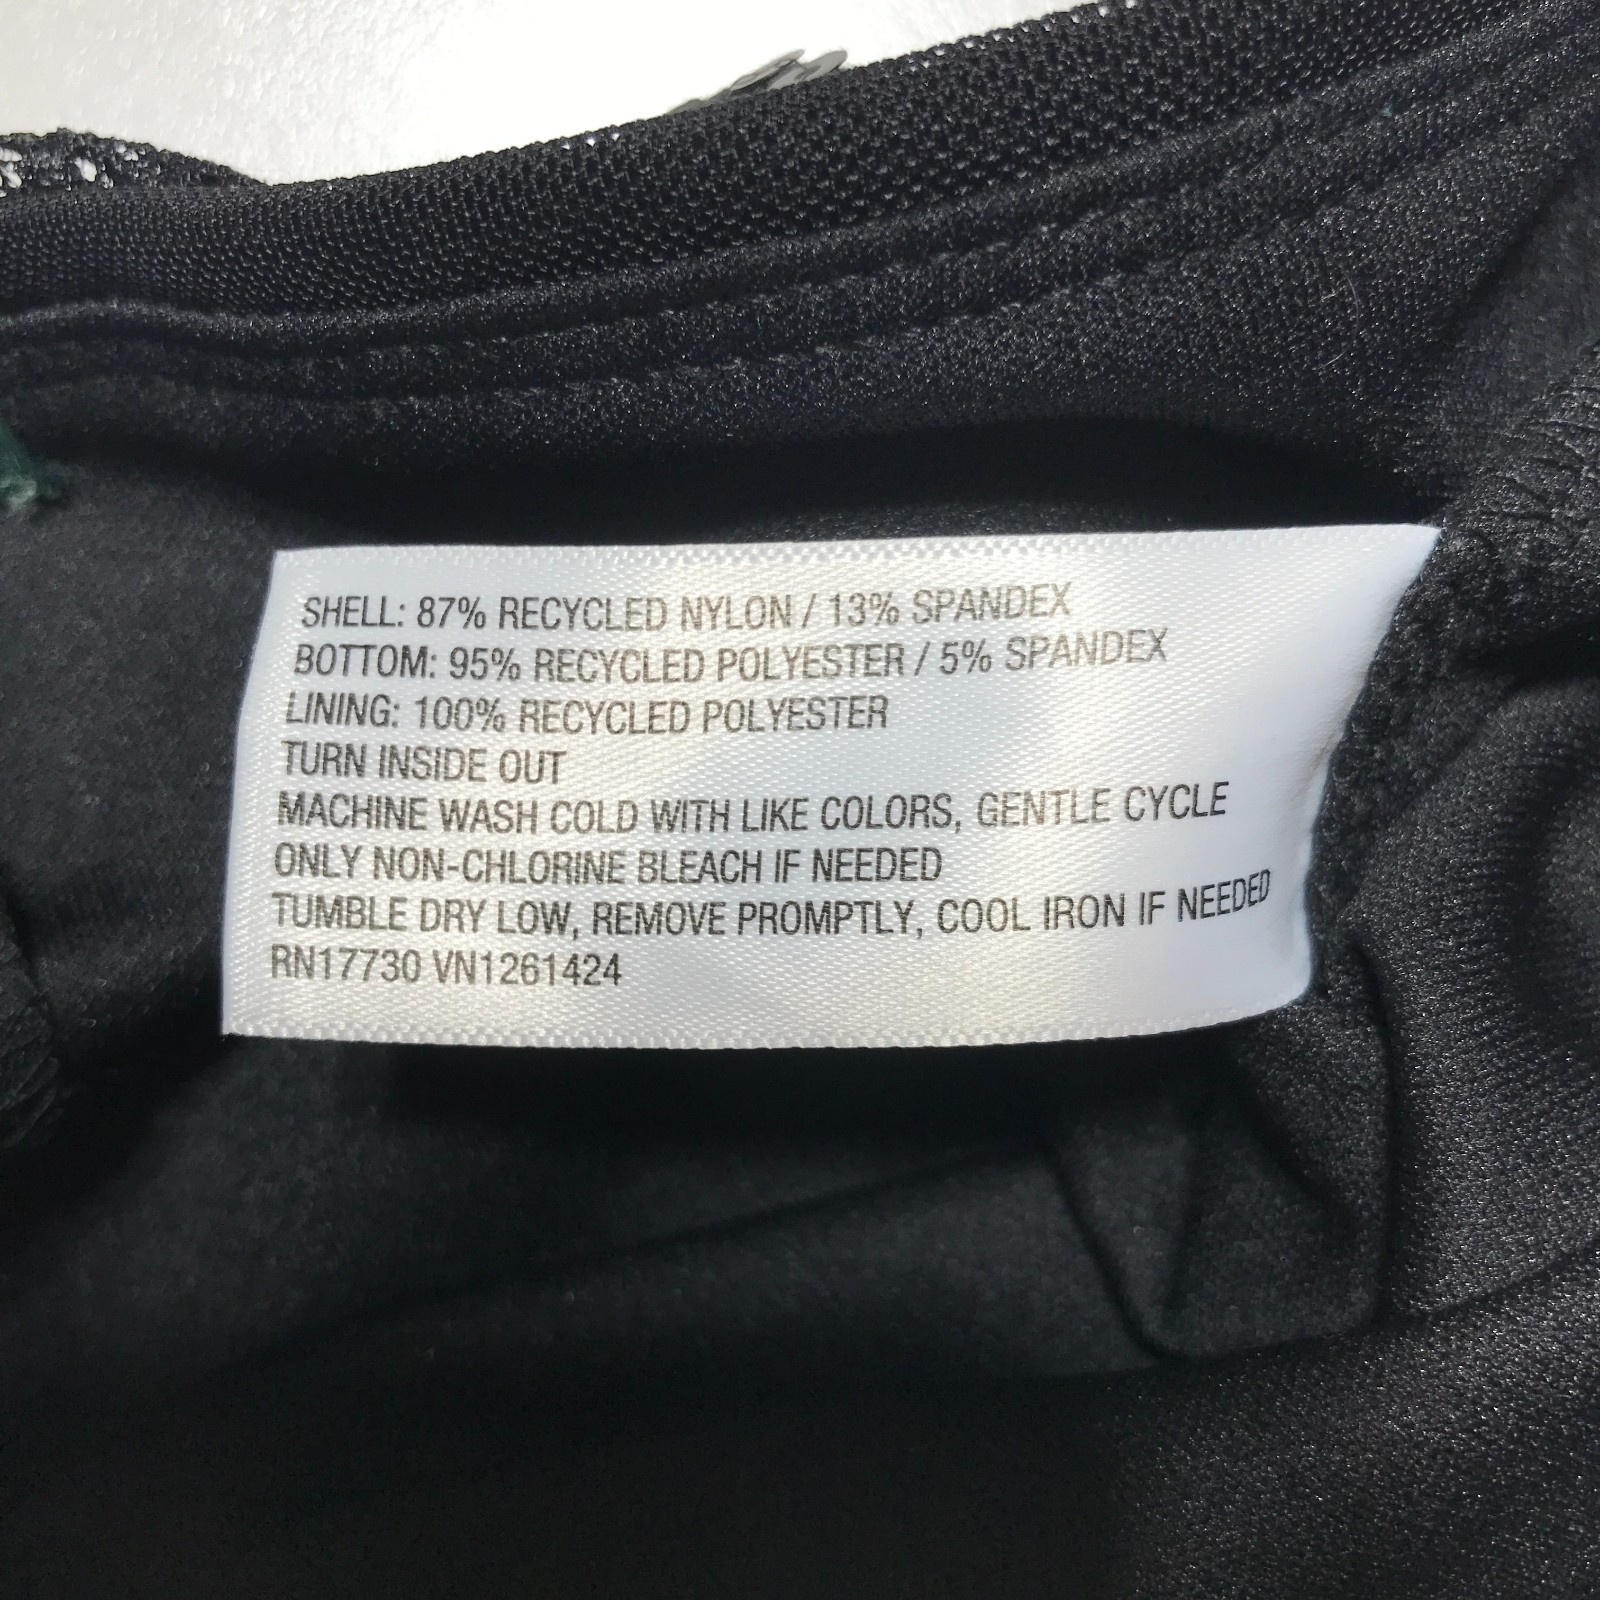 SHELL: 87% RECYCLED NYLON / 13% SPANDEX
BOTTOM: 95% RECYCLED POLYESTER / 5% SPANDEX
LINING: 100% RECYCLED POLYESTER
TURN INSIDE OUT
MACHINE WASH COLD WITH LIKE COLORS, GENTLE CYCLE
ONLY NON-CHLORINE BLEACH IF NEEDED
TUMBLE DRY LOW, REMOVE PROMPTLY, COOL IRON IF NEEDED
RN17730 VN1261424